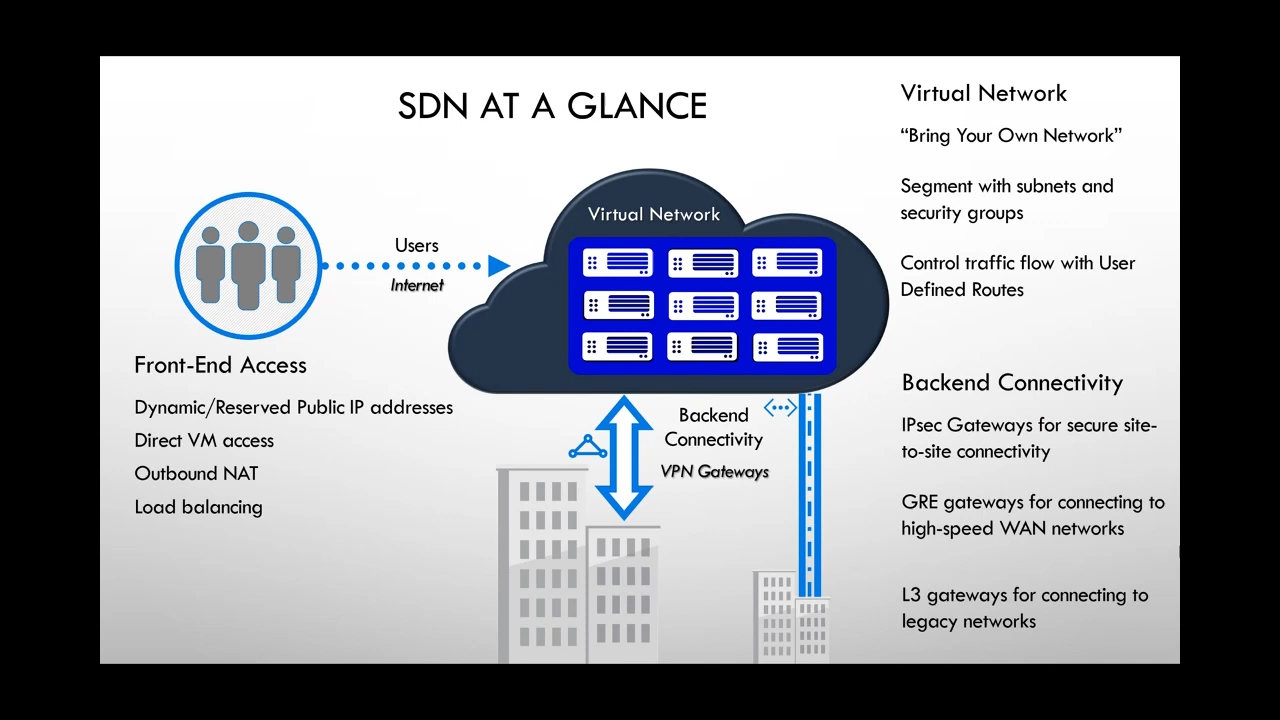 SDN AT A GLANCE
Virtual Network
“Bring Your Own Network”
Segment with subnets and
security groups
Control traffic flow with User
Defined Routes
Virtual Network
Users
Internet
Front-End Access
Dynamic/Reserved Public IP addresses
Direct VM access
Outbound NAT
Load balancing
Backend
Connectivity
VPN Gateways
Backend Connectivity
IPsec Gateways for secure site-
to-site connectivity
GRE gateways for connecting to
high-speed WAN networks
L3 gateways for connecting to
legacy networks